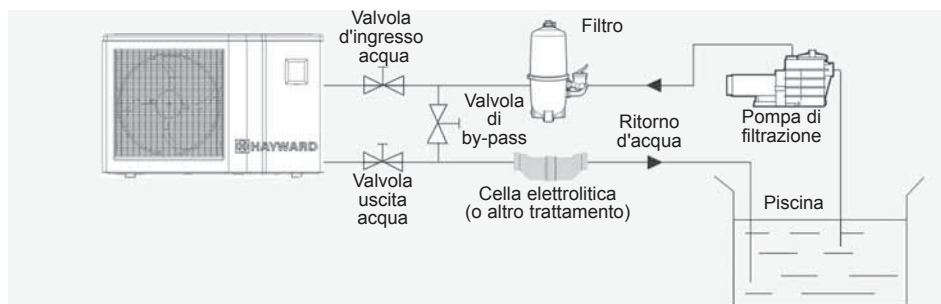 Valvola
d'ingresso
acqua
Filtro
Valvola
di
by-pass
Ritorno
d'acqua
Pompa di
filtrazione
HAYWARD
Valvola
uscita
acqua
Cella elettrolitica
(o altro trattamento)
Piscina